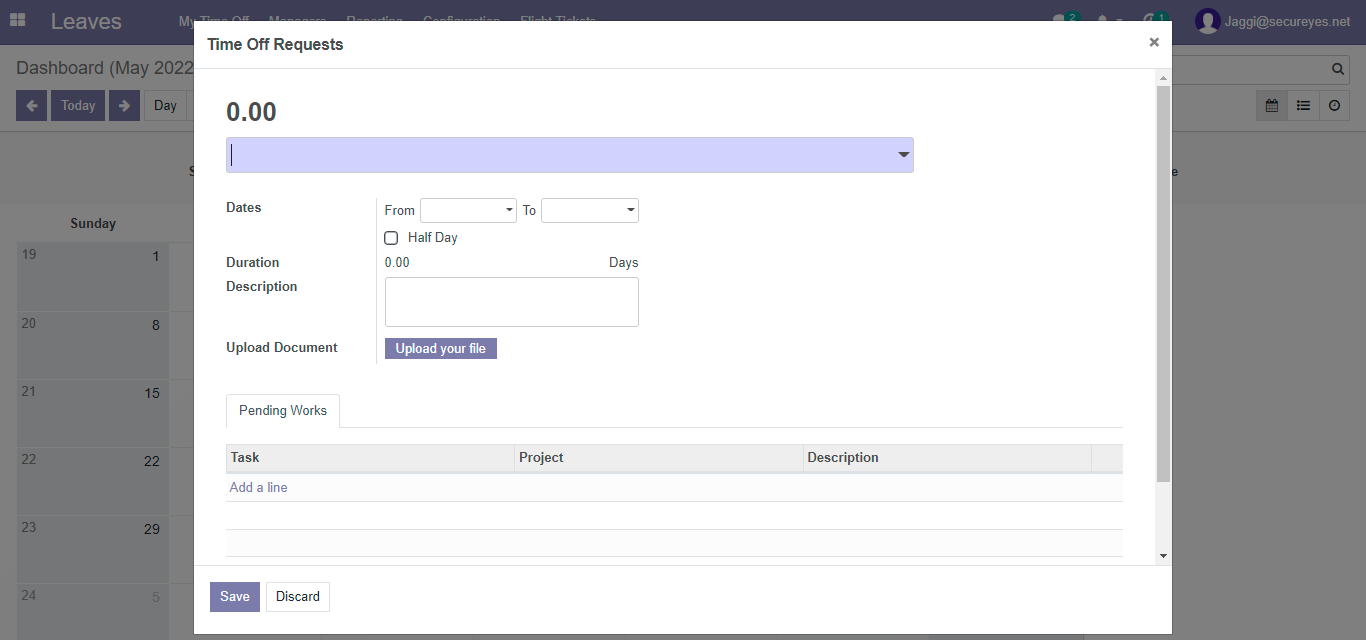 Leaves
My Time Off Managers Reporting Configuration Flight Tickets
2
1
Jaggi@secureyes.net
Time Off Requests
×
Dashboard (May 2022
Today
Day
0.00
Dates
From
To
Half Day
Duration
0.00
Days
Description
Upload Document
Upload your file
Pending Works
Task
Project
Description
Add a line
Save
Discard
Sunday
19
1
20
8
21
15
22
22
23
29
24
5